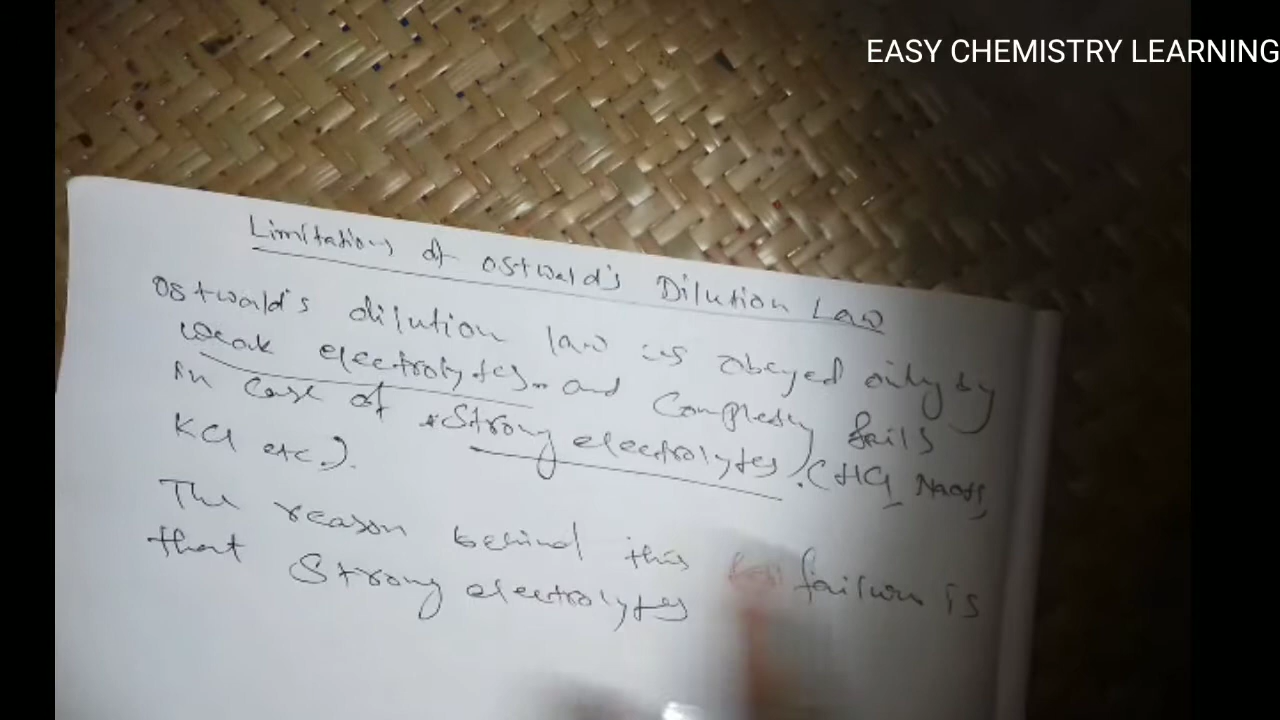 EASY CHEMISTRY LEARNING
Limitations of Ostwald's Dilution Law
Ostwald's dilution law is obeyed only by
weak electrolytes and completely fails
in case of strong electrolytes. (HCl, NaOH,
KCl etc.).
The reason behind this failure is
that Strong electrolytes